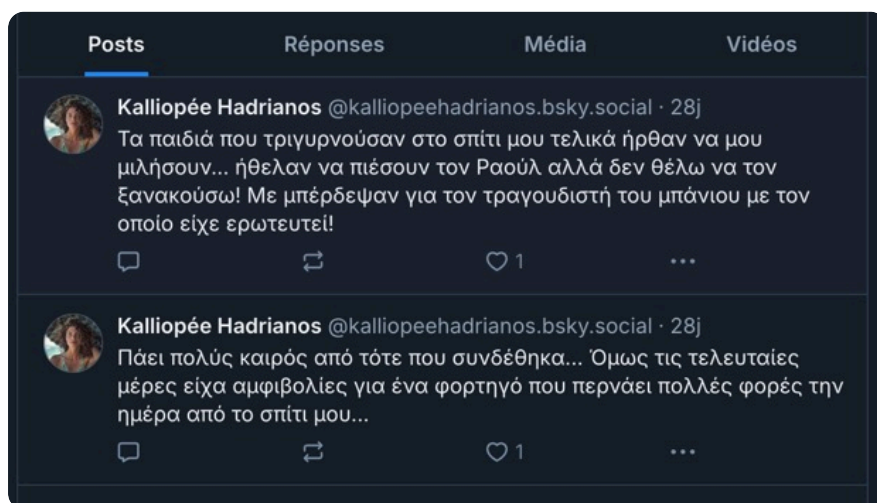 Posts Réponses Média Vidéos
Kalliopée Hadrianos @kalliopeehadrianos.bsky.social · 28j
Τα παιδιά που τριγυρνούσαν στο σπίτι μου τελικά ήρθαν να μου
μιλήσουν... ήθελαν να πιέσουν τον Ραούλ αλλά δεν θέλω να τον
ξανακούσω! Με μπέρδεψαν για τον τραγουδιστή του μπάνιου με τον
οποίο είχε ερωτευτεί!
1
Kalliopée Hadrianos @kalliopeehadrianos.bsky.social · 28j
Πάει πολύς καιρός από τότε που συνδέθηκα... Όμως τις τελευταίες
μέρες είχα αμφιβολίες για ένα φορτηγό που περνάει πολλές φορές την
ημέρα από το σπίτι μου...
1